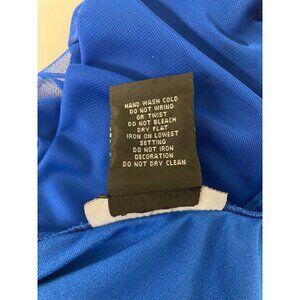 HAND WASH COLD
DO NOT WRING
OR TWIST
DO NOT BLEACH
DRY FLAT
IRON ON LOWEST
SETTING
DO NOT IRON
DECORATION
DO NOT DRY CLEAN